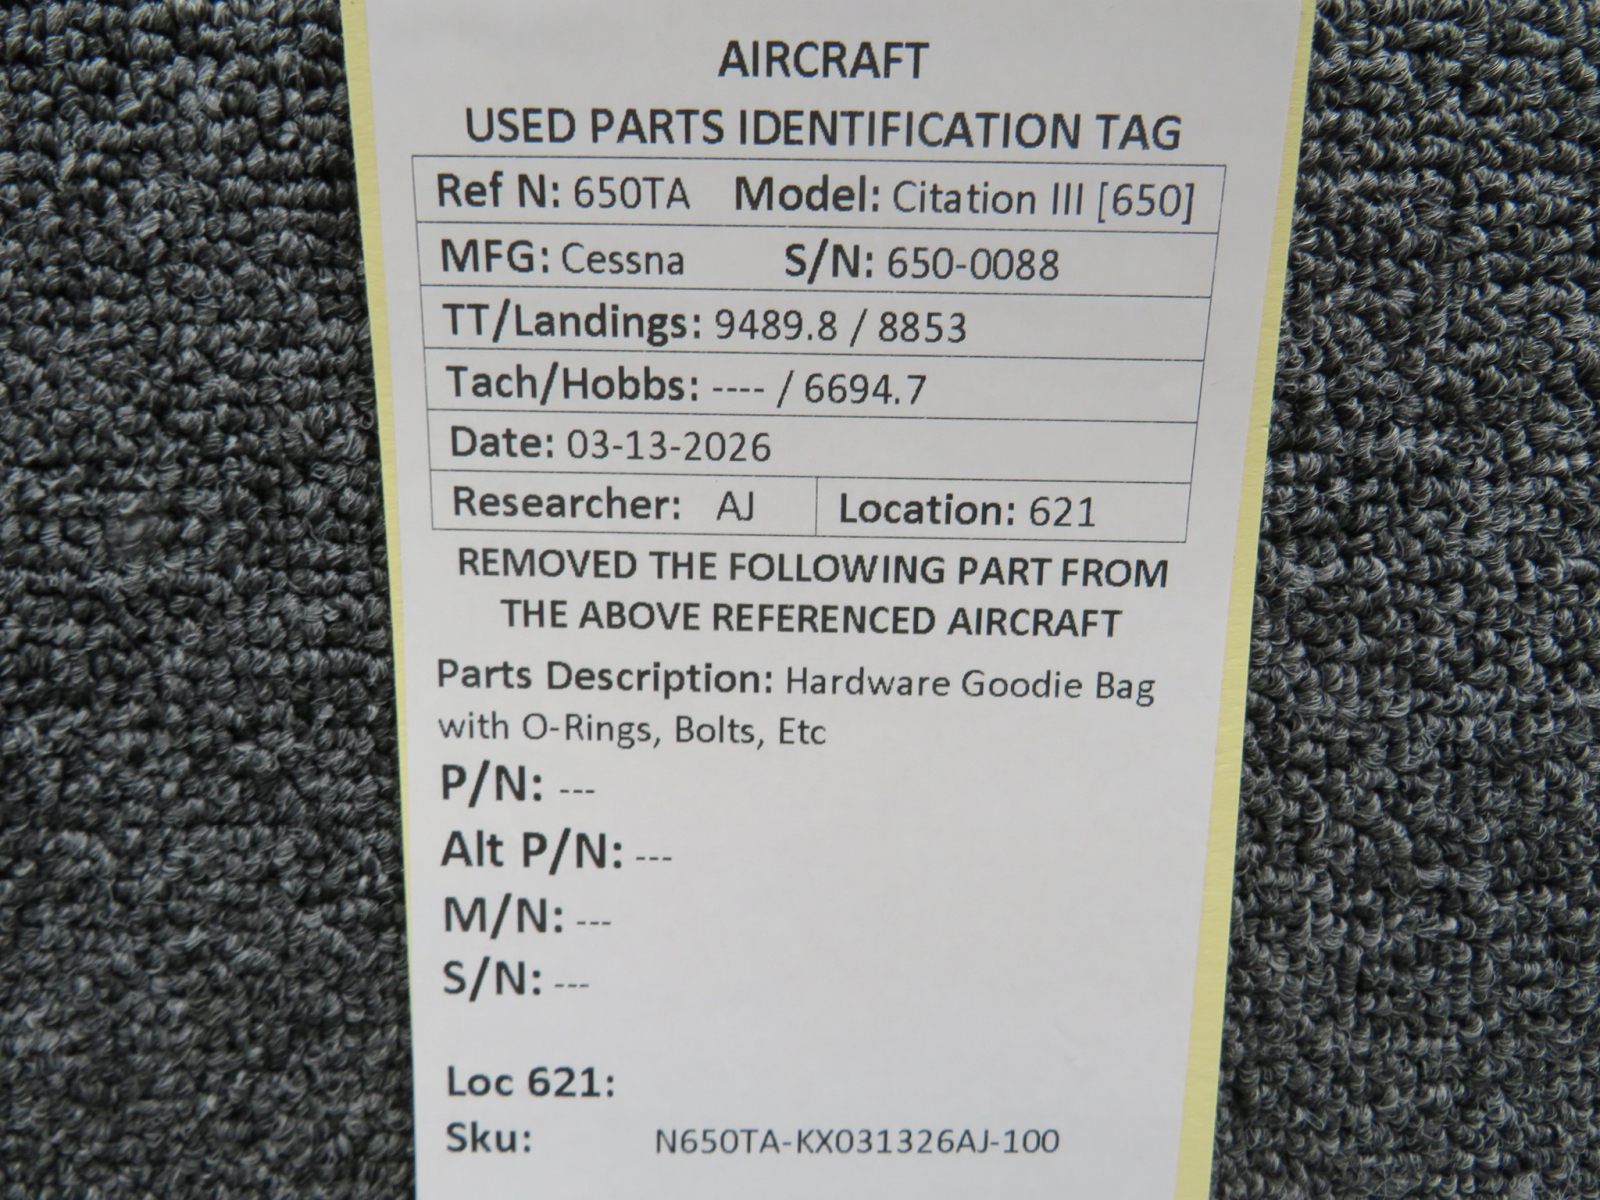 AIRCRAFT
USED PARTS IDENTIFICATION TAG
Ref N: 650TA Model: Citation III [650]
MFG: Cessna S/N: 650-0088
TT/Landings: 9489.8 / 8853
Tach/Hobbs: ---- / 6694.7
Date: 03-13-2026
Researcher: AJ Location: 621
REMOVED THE FOLLOWING PART FROM
THE ABOVE REFERENCED AIRCRAFT
Parts Description: Hardware Goodie Bag
with O-Rings, Bolts, Etc
P/N: ---
Alt P/N: ---
M/N: ---
S/N: ---
Loc 621:
Sku: N650TA-KX031326AJ-100